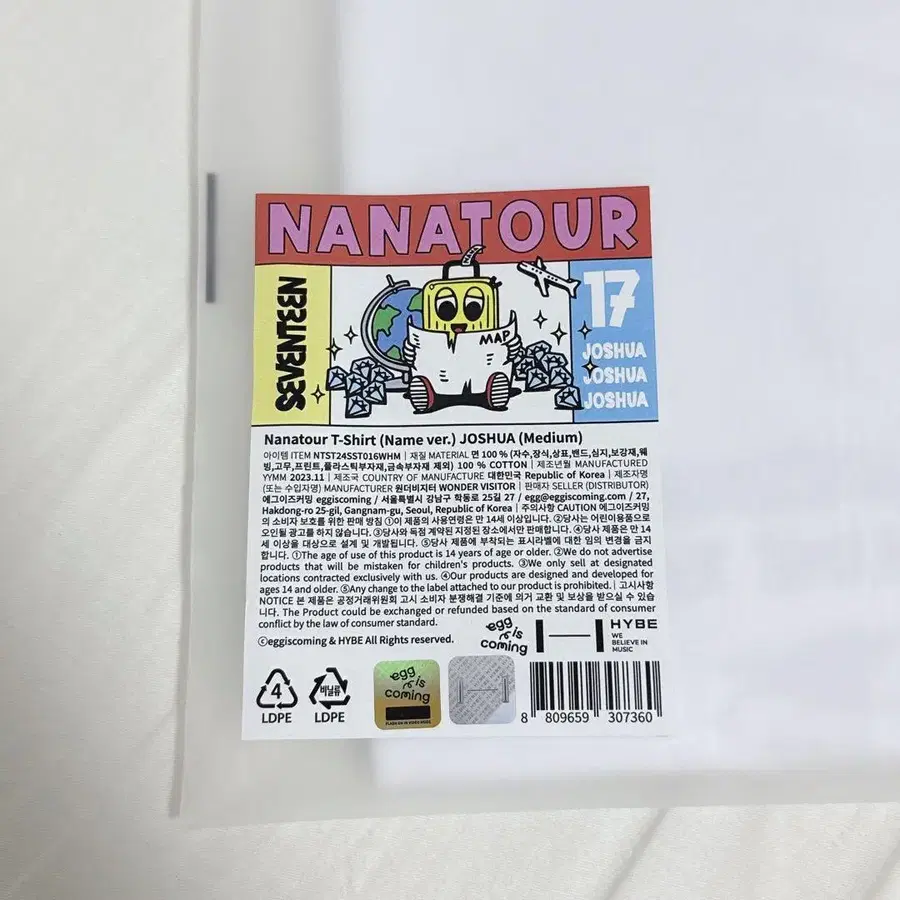 NANATOUR
SEVENTEEN
MAP
17
JOSHUA
JOSHUA
JOSHUA
Nanatour T-Shirt (Name ver.) JOSHUA (Medium)
아이템 ITEM NTST24SST016WHM | 재질 MATERIAL 면 100 % (자수,장식,상표,밴드,심지,보강재,웨
빙,고무,프린트,플라스틱부자재,금속부자재 제외) 100 % COTTON | 제조년월 MANUFACTURED
YYMM 2023.11 | 제조국 COUNTRY OF MANUFACTURE 대한민국 Republic of Korea | 제조자명
(또는 수입자명) MANUFACTURER 원더비지터 WONDER VISITOR | 판매자 SELLER (DISTRIBUTOR)
에그이즈커밍 eggiscoming / 서울특별시 강남구 학동로 25길 27 / egg@eggiscoming.com / 27,
Hakdong-ro 25-gil, Gangnam-gu, Seoul, Republic of Korea | 주의사항 CAUTION 에그이즈커밍
의 소비자 보호를 위한 판매 방침 ①이 제품의 사용연령은 만 14세 이상입니다. ②당사는 어린이용품으로
오인될 광고를 하지 않습니다. ③당사와 독점 계약된 지정된 장소에서만 판매합니다. ④당사 제품은 만 14
세 이상을 대상으로 설계 및 개발됩니다. ⑤당사 제품에 부착되는 표시라벨에 대한 임의 변경을 금지
합니다. ①The age of use of this product is 14 years of age or older. ②We do not advertise
products that will be mistaken for children's products. ③We only sell at designated
locations contracted exclusively with us. ④Our products are designed and developed for
ages 14 and older. ⑤Any change to the label attached to our product is prohibited. | 고시사항
NOTICE 본 제품은 공정거래위원회 고시 소비자 분쟁해결 기준에 의거 교환 및 보상을 받으실 수 있습
니다. The Product could be exchanged or refunded based on the standard of consumer
conflict by the law of consumer standard.
ⓒeggiscoming & HYBE All Rights reserved.
egg is coming
HYBE
WE
BELIEVE IN
MUSIC
4
LDPE
비닐류
LDPE
egg is coming
8 809659 307360